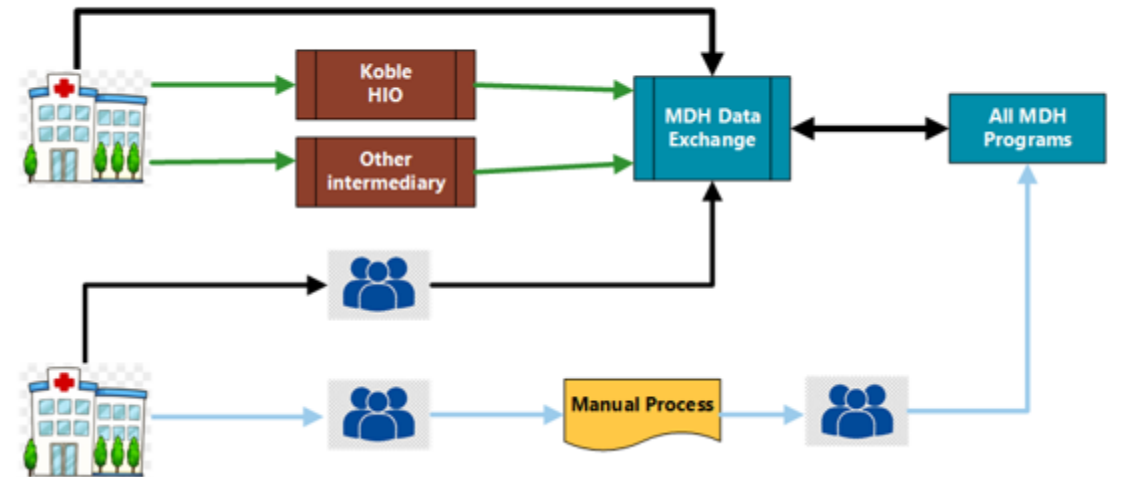 Koble
HIO
Other
intermediary
MDH Data
Exchange
All MDH
Programs
Manual Process